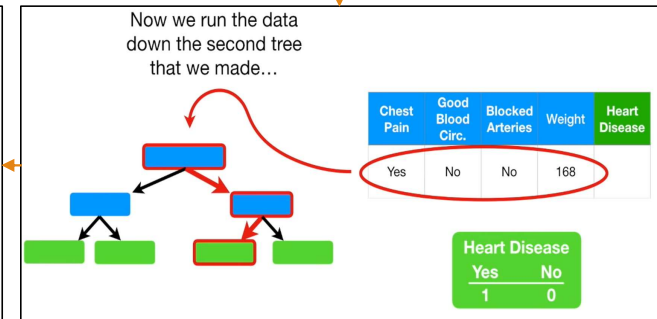 Now we run the data
down the second tree
that we made...
Chest Pain
Good Blood Circ.
Blocked Arteries
Weight
Heart Disease
Yes No No 168
Heart Disease
Yes No
1 0